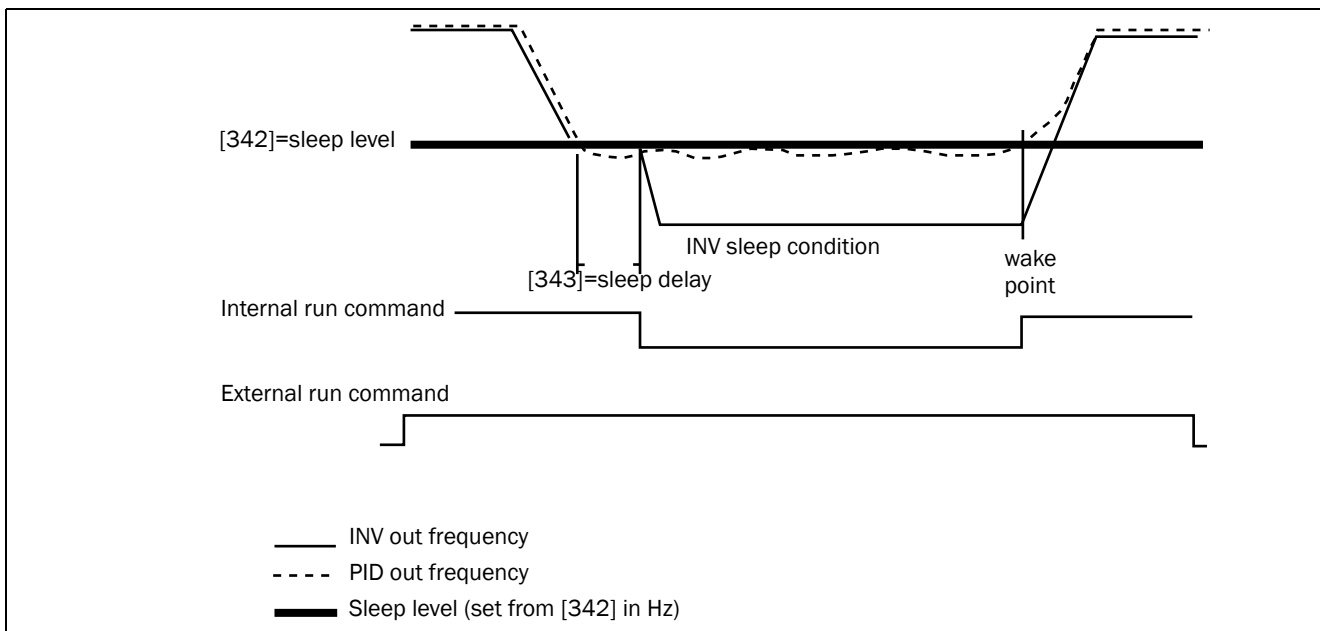 [342]=sleep level
INV sleep condition
wake
point
[343]=sleep delay
Internal run command
External run command
INV out frequency
PID out frequency
Sleep level (set from [342] in Hz)